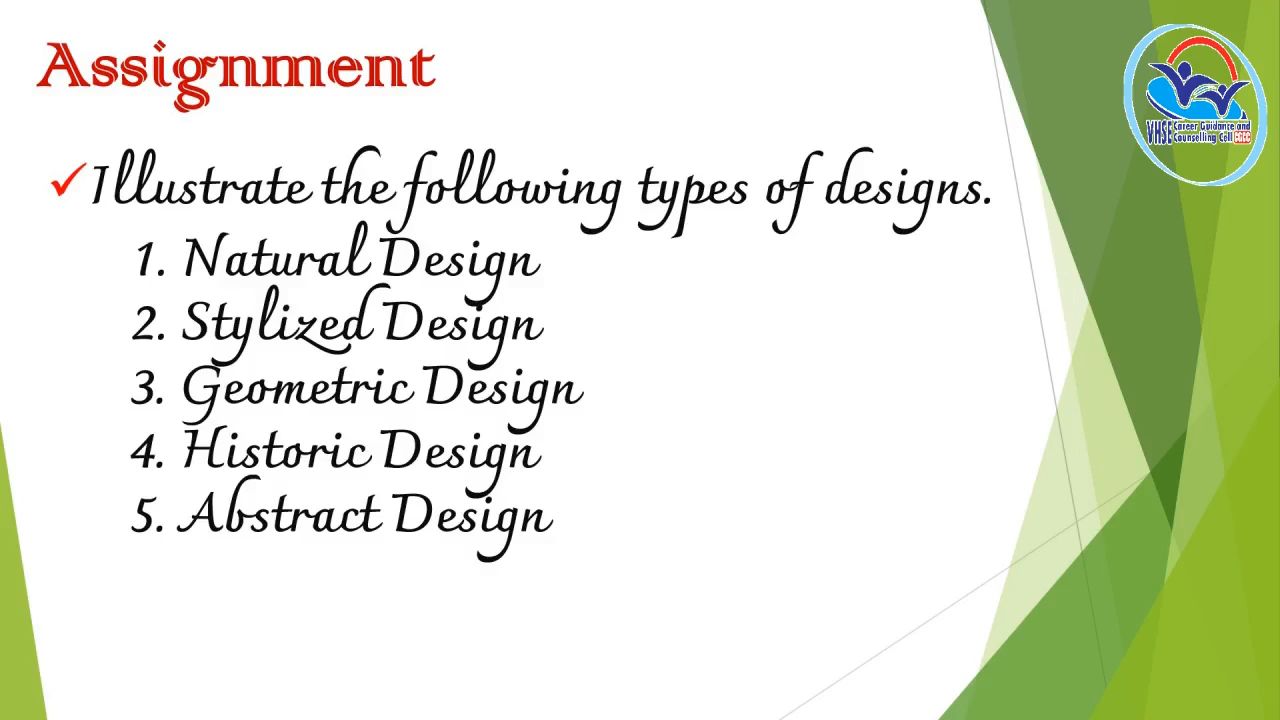 Assignment
VHSE Career Guidance and
Counselling Cell CGCC
✓Illustrate the following types of designs.
1. Natural Design
2. Stylized Design
3. Geometric Design
4. Historic Design
5. Abstract Design